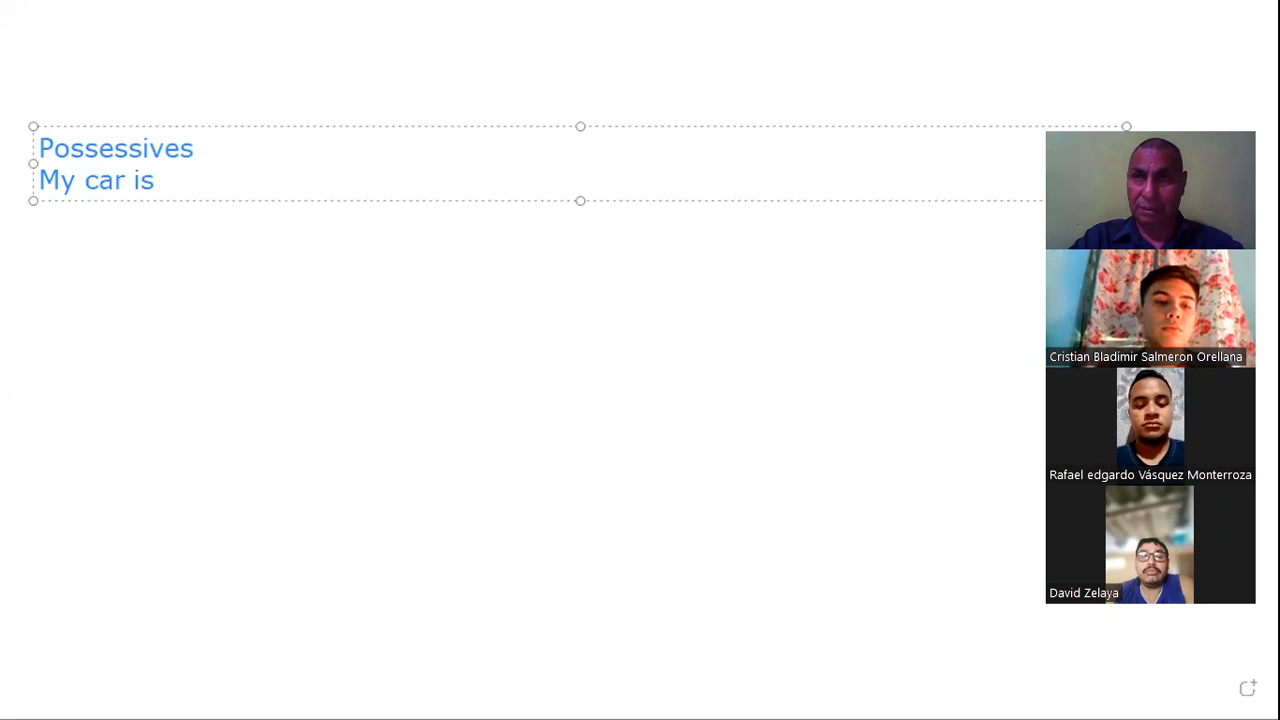 Possessives
My car is
Cristian Bladimir Salmeron Orellana
Rafael edgardo Vásquez Monterroza
David Zelaya